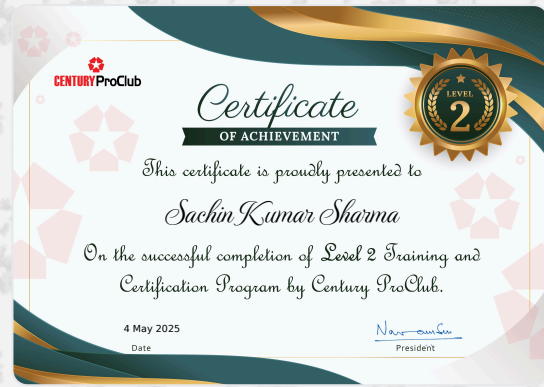 CENTURY ProClub
Certificate
OF ACHIEVEMENT
LEVEL
2
This certificate is proudly presented to
Sachin Kumar Sharma
On the successful completion of Level 2 Training and
Certification Program by Century ProClub.
4 May 2025
Date
President